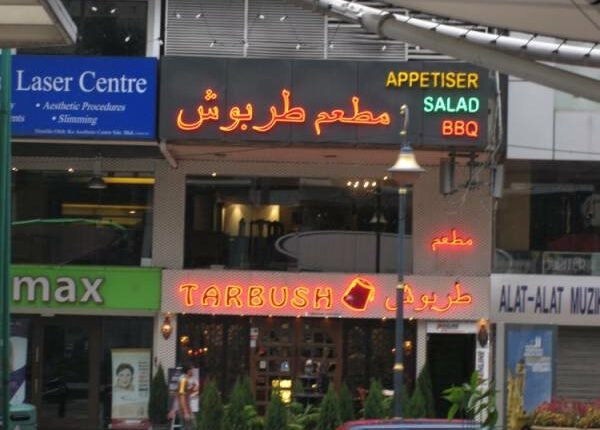 Laser Centre
• Aesthetic Procedures
• Slimming
مطعم طربوش
APPETISER
SALAD
BBQ
مطعم
max
TARBUSH طربوش
ALAT-ALAT MUZIK